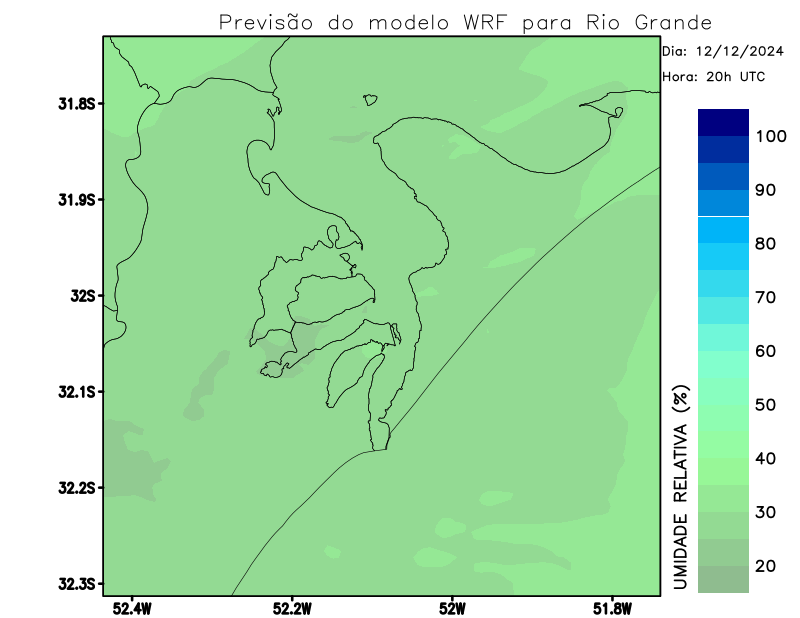 Previsão do modelo WRF para Rio Grande
Dia: 12/12/2024
Hora: 20h UTC
31.8S
31.9S
32S
32.1S
32.2S
32.3S
52.4W
52.2W
52W
51.8W
100
90
80
70
60
50
40
30
20
UMIDADE RELATIVA (%)